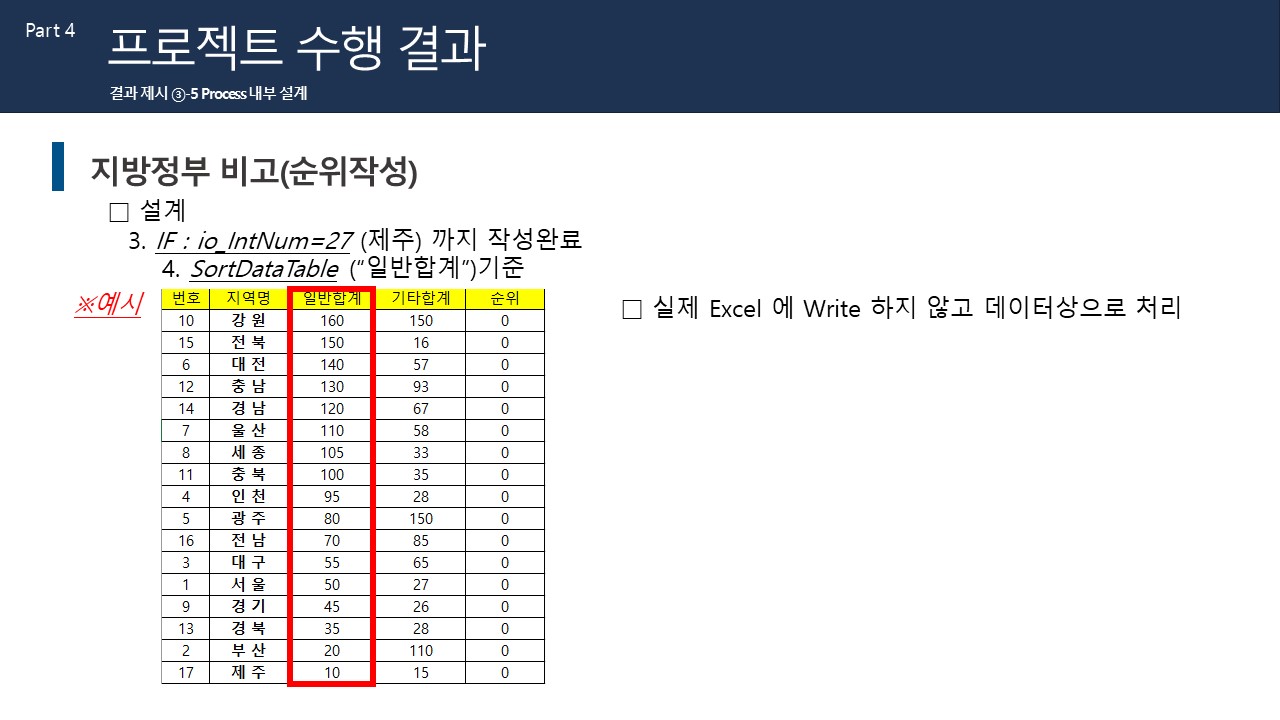 Part 4
프로젝트 수행 결과
결과 제시 ③-5 Process 내부 설계
지방정부 비고(순위작성)
□ 설계
3. IF : io_IntNum=27 (제주) 까지 작성완료
4. SortDataTable (“일반합계”)기준
※예시
번호 지역명 일반합계 기타합계 순위
10 강 원 160 150 0
15 전 북 150 16 0
6 대 전 140 57 0
12 충 남 130 93 0
14 경 남 120 67 0
7 울 산 110 58 0
8 세 종 105 33 0
11 충 북 100 35 0
4 인 천 95 28 0
5 광 주 80 150 0
16 전 남 70 85 0
3 대 구 55 65 0
1 서 울 50 27 0
9 경 기 45 26 0
13 경 북 35 28 0
2 부 산 20 110 0
17 제 주 10 15 0
□ 실제 Excel 에 Write 하지 않고 데이터상으로 처리